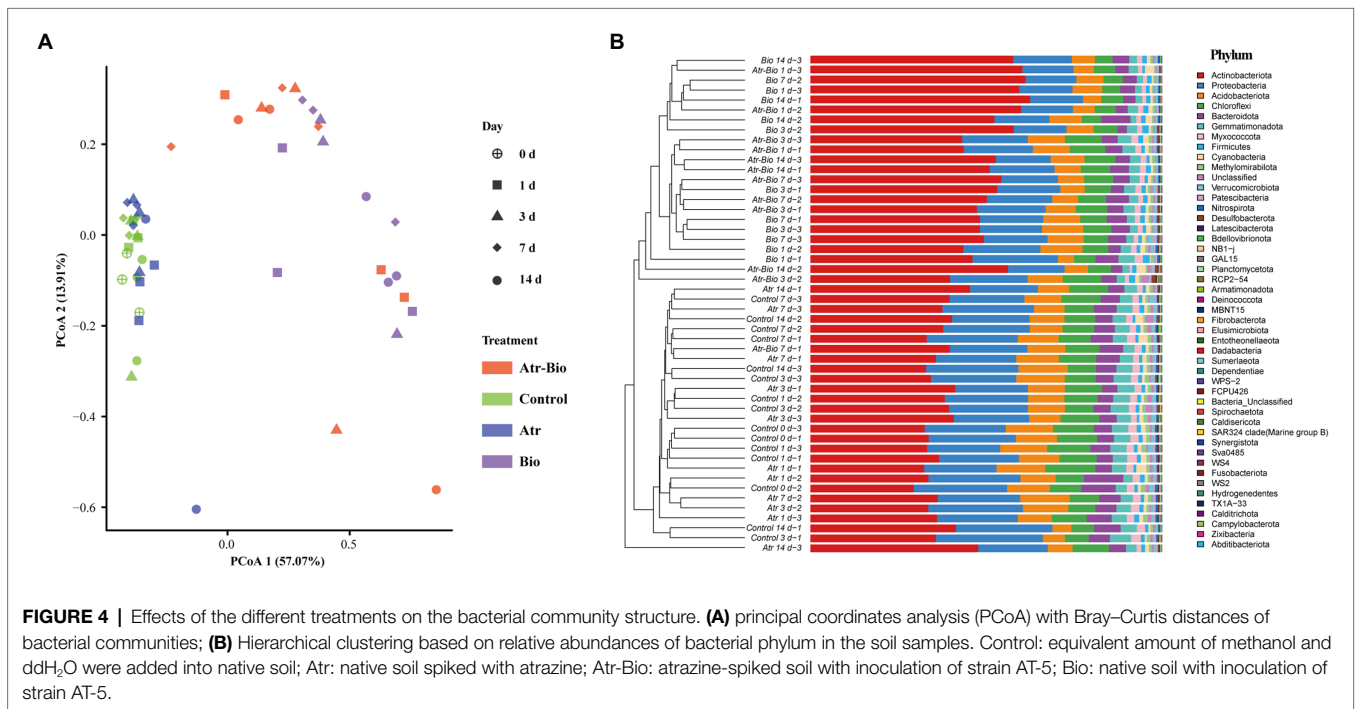 A
B
0.2
0.0
−0.2
−0.4
−0.6
0.0
0.5
PCoA 2 (13.91%)
PCoA 1 (57.07%)
Day
0 d
1 d
3 d
7 d
14 d
Treatment
Atr-Bio
Control
Atr
Bio
Bio 14 d−3
Atr−Bio 1 d−3
Bio 7 d−2
Bio 1 d−3
Bio 14 d−1
Atr−Bio 1 d−2
Bio 14 d−2
Bio 3 d−2
Atr−Bio 3 d−3
Atr−Bio 1 d−1
Atr−Bio 14 d−3
Atr−Bio 14 d−1
Atr−Bio 7 d−3
Bio 3 d−1
Atr−Bio 7 d−2
Atr−Bio 3 d−1
Bio 7 d−1
Bio 3 d−3
Bio 7 d−3
Bio 1 d−2
Bio 1 d−1
Atr−Bio 14 d−2
Atr−Bio 3 d−2
Atr 14 d−1
Control 7 d−3
Atr 7 d−3
Control 14 d−2
Control 7 d−2
Control 7 d−1
Atr−Bio 7 d−1
Atr 7 d−1
Control 14 d−3
Control 3 d−3
Atr 3 d−1
Control 1 d−2
Control 3 d−2
Atr 3 d−3
Control 0 d−3
Control 0 d−1
Control 1 d−3
Control 1 d−1
Atr 1 d−1
Atr 1 d−2
Control 0 d−2
Atr 7 d−2
Atr 3 d−2
Atr 1 d−3
Control 14 d−1
Control 3 d−1
Atr 14 d−3
Phylum
Actinobacteriota
Proteobacteria
Acidobacteriota
Chloroflexi
Bacteroidota
Gemmatimonadota
Myxococcota
Firmicutes
Cyanobacteria
Methylomirabilota
Unclassified
Verrucomicrobiota
Patescibacteria
Nitrospirota
Desulfobacterota
Latescibacterota
Bdellovibrionota
NB1−j
GAL15
Planctomycetota
RCP2−54
Armatimonadota
Deinococcota
MBNT15
Fibrobacterota
Elusimicrobiota
Entotheonellaeota
Dadabacteria
Sumerlaeota
Dependentiae
WPS−2
FCPU426
Bacteria_Unclassified
Spirochaetota
Caldisericota
SAR324 clade(Marine group B)
Synergistota
Sva0485
WS4
Fusobacteriota
WS2
Hydrogenedentes
TX1A−33
Calditrichota
Campylobacterota
Zixibacteria
Abditibacteriota
FIGURE 4 | Effects of the different treatments on the bacterial community structure. (A) principal coordinates analysis (PCoA) with Bray–Curtis distances of
bacterial communities; (B) Hierarchical clustering based on relative abundances of bacterial phylum in the soil samples. Control: equivalent amount of methanol and
ddH₂O were added into native soil; Atr: native soil spiked with atrazine; Atr-Bio: atrazine-spiked soil with inoculation of strain AT-5; Bio: native soil with inoculation of
strain AT-5.